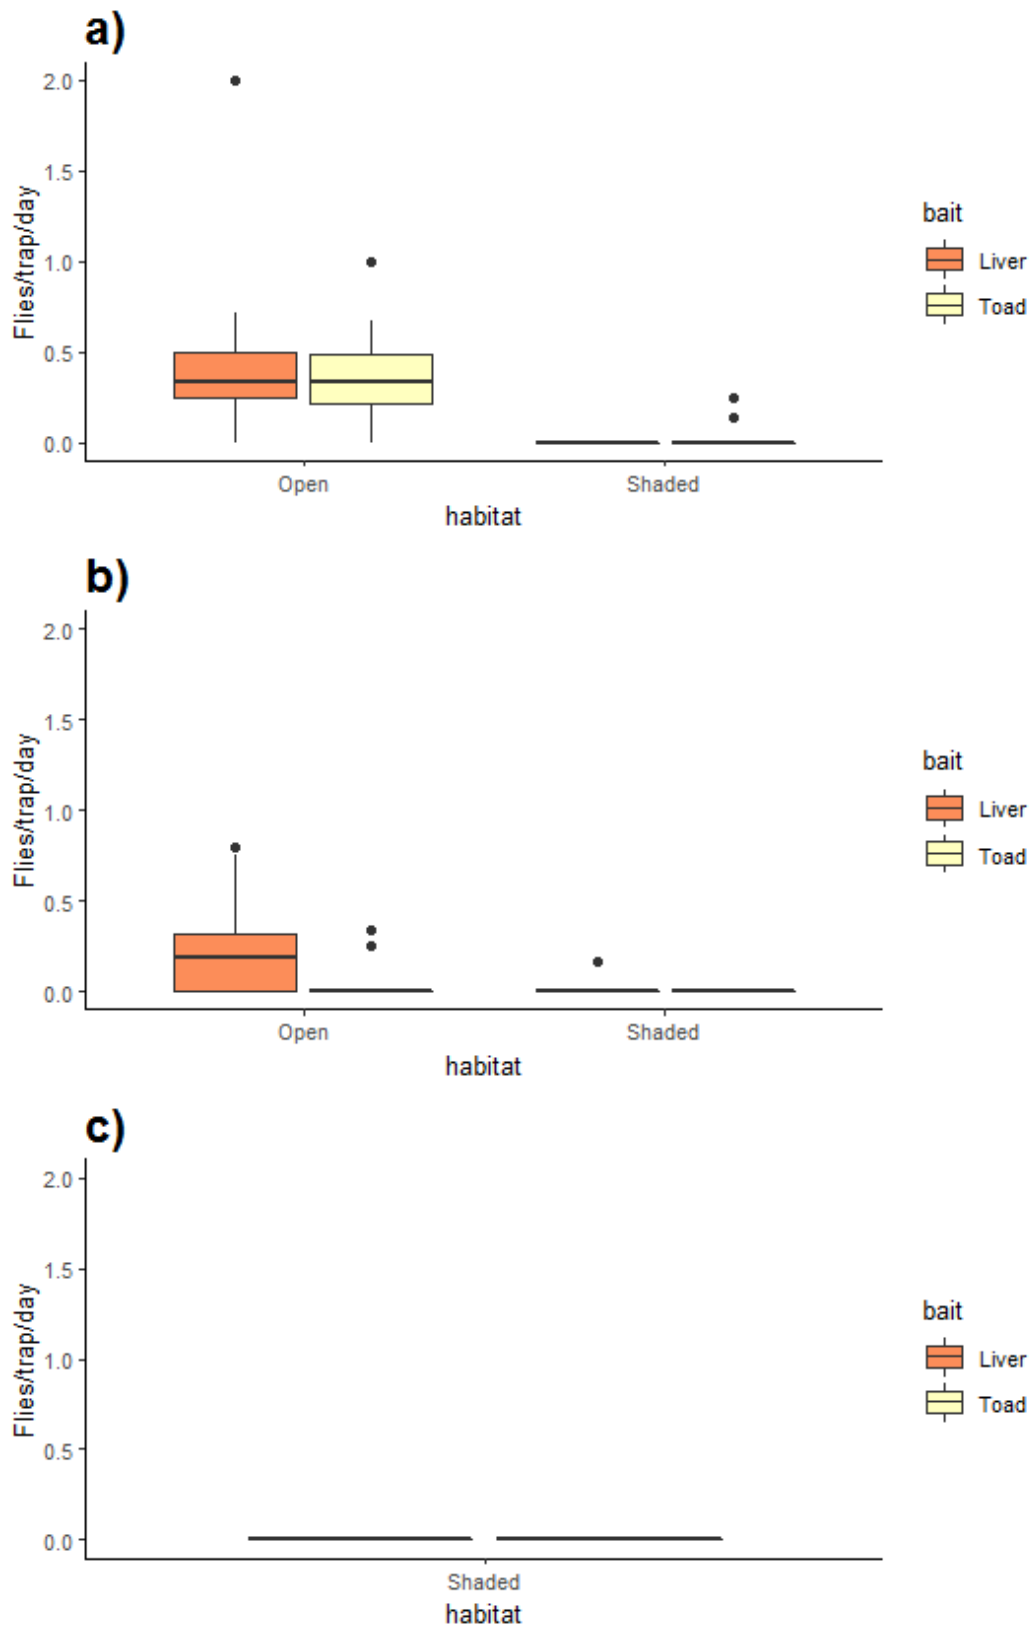 a)
2.0
1.5
1.0
0.5
0.0
Flies/trap/day
Open Shaded
habitat
bait
Liver
Toad
b)
2.0
1.5
1.0
0.5
0.0
Flies/trap/day
Open Shaded
habitat
bait
Liver
Toad
c)
2.0
1.5
1.0
0.5
0.0
Flies/trap/day
Shaded
habitat
bait
Liver
Toad